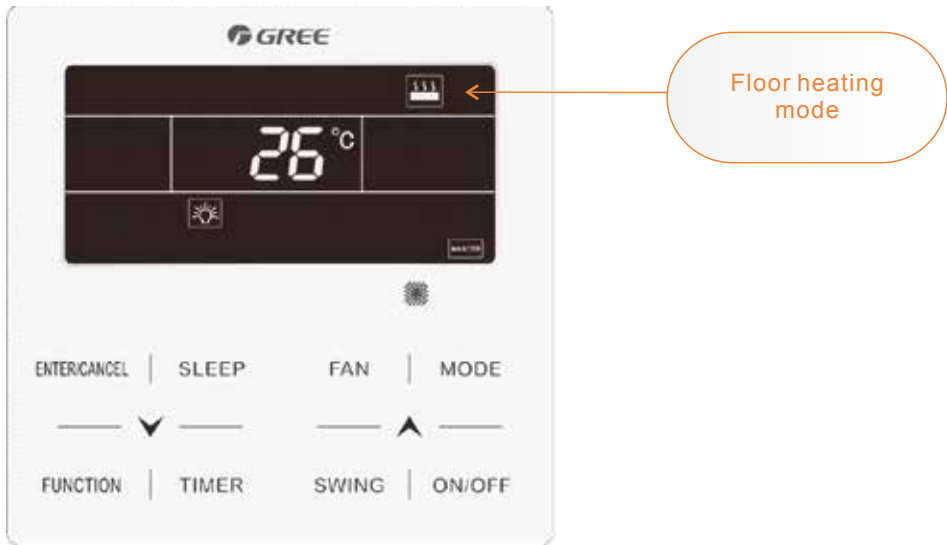 GREE
Floor heating
mode
26°C
MASTER
ENTER/CANCEL SLEEP FAN MODE
FUNCTION TIMER SWING ON/OFF